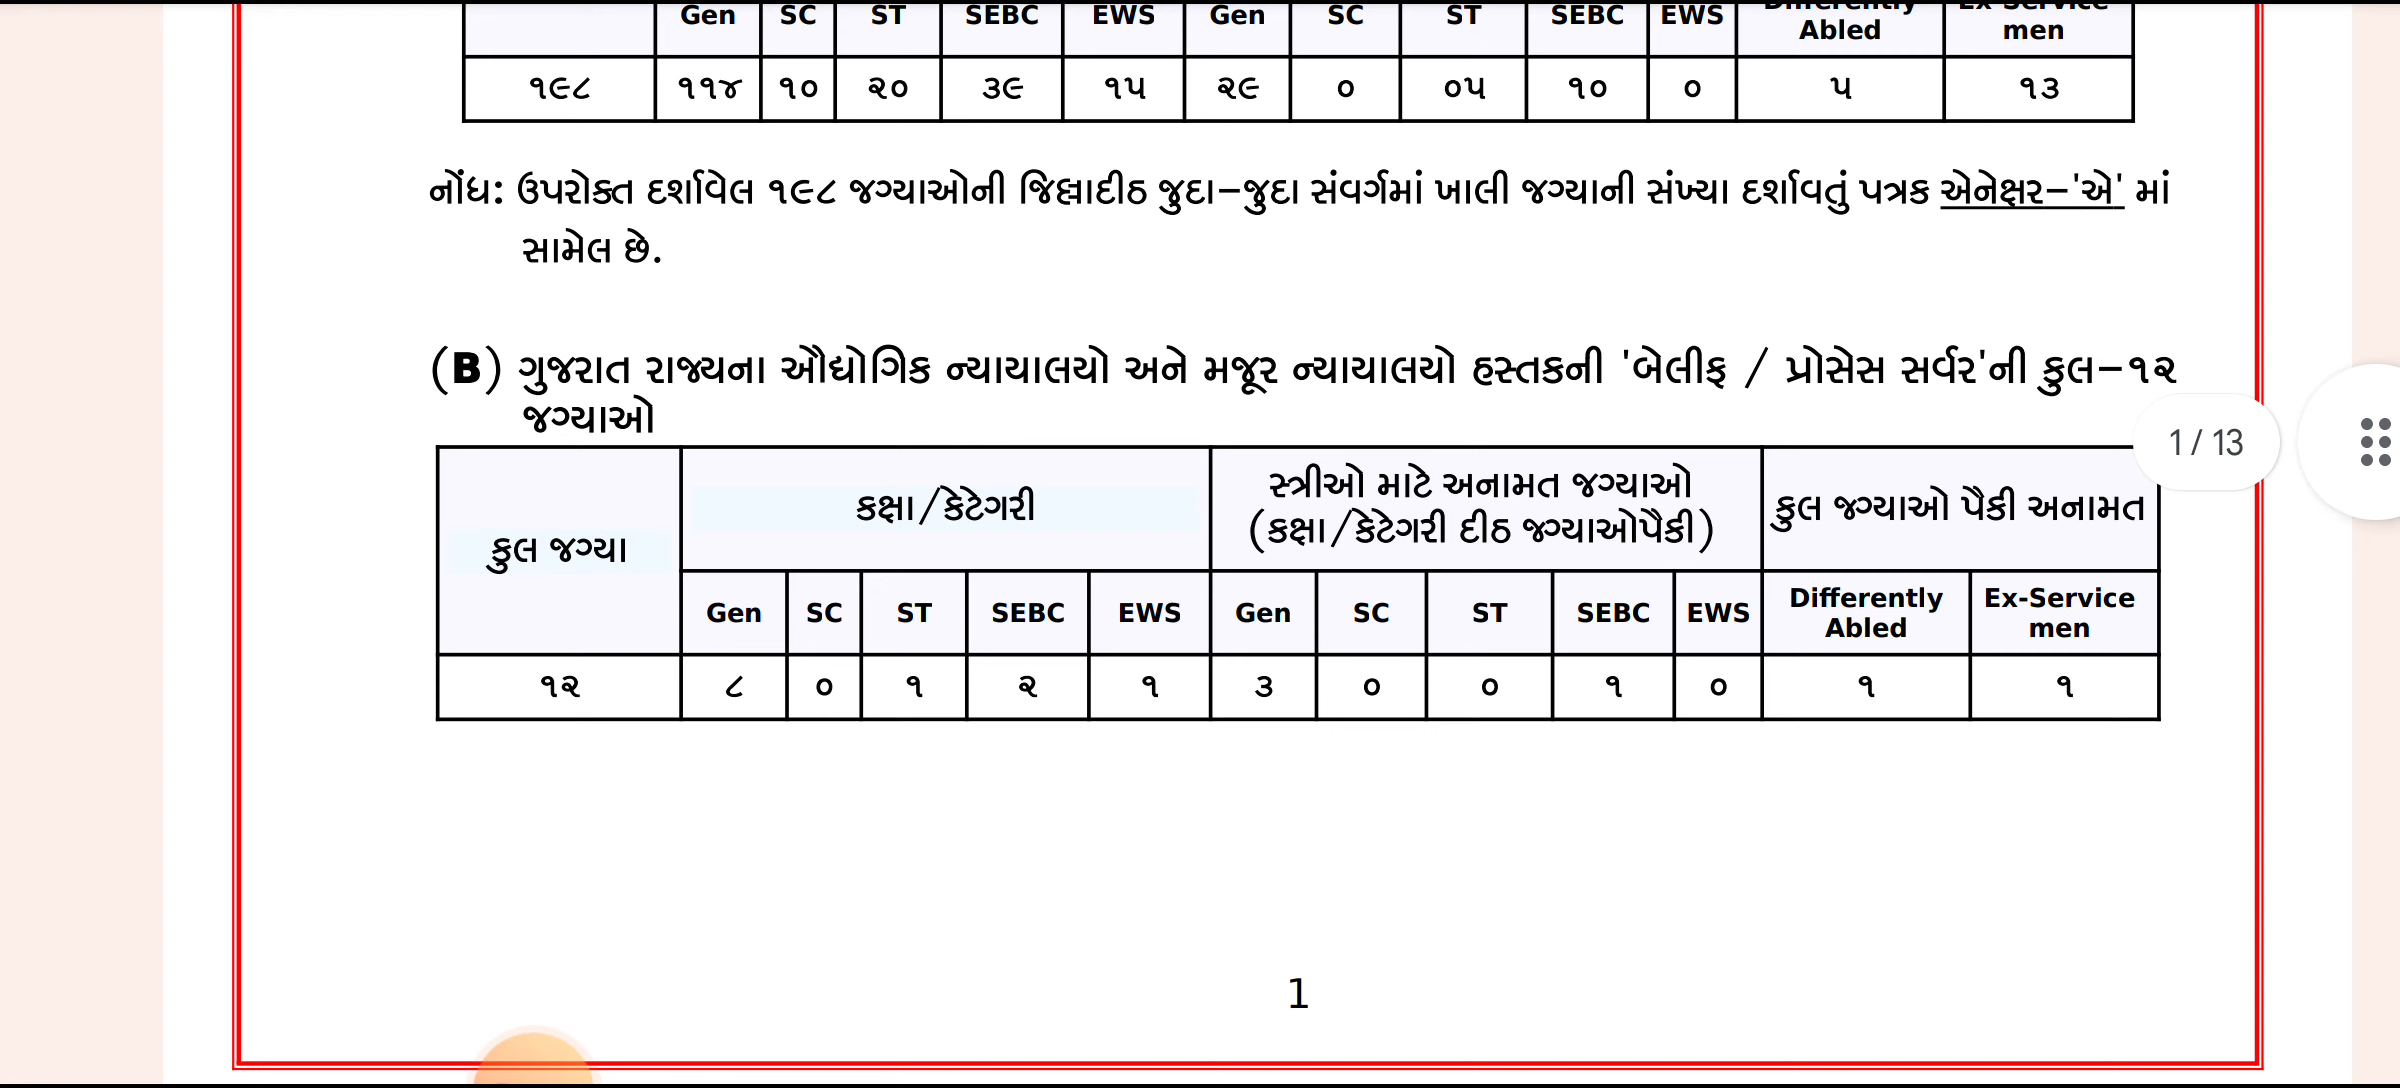 Gen SC ST SEBC EWS Gen SC ST SEBC EWS Differently Abled Ex-Service men
૧૯૮ ૧૧૪ ૧૦ ૨૦ ૩૯ ૧૫ ૨૯ ૦ ૦૫ ૧૦ ૦ ૫ ૧૩
નોંધ: ઉપરોક્ત દર્શાવેલ ૧૯૮ જગ્યાઓની જિલ્લાદીઠ જુદા–જુદા સંવર્ગમાં ખાલી જગ્યાની સંખ્યા દર્શાવતું પત્રક એનેક્ષર–'એ' માં
સામેલ છે.
(B) ગુજરાત રાજ્યના ઔદ્યોગિક ન્યાયાલયો અને મજૂર ન્યાયાલયો હસ્તકની 'બેલીફ / પ્રોસેસ સર્વર'ની કુલ–૧૨
જગ્યાઓ
કુલ જગ્યા
કક્ષા/કેટેગરી
સ્ત્રીઓ માટે અનામત જગ્યાઓ
(કક્ષા/કેટેગરી દીઠ જગ્યાઓપૈકી)
કુલ જગ્યાઓ પૈકી અનામત
Gen SC ST SEBC EWS Gen SC ST SEBC EWS Differently Abled Ex-Service men
૧૨ ૮ ૦ ૧ ૨ ૧ ૩ ૦ ૦ ૧ ૦ ૧ ૧
1 / 13
1